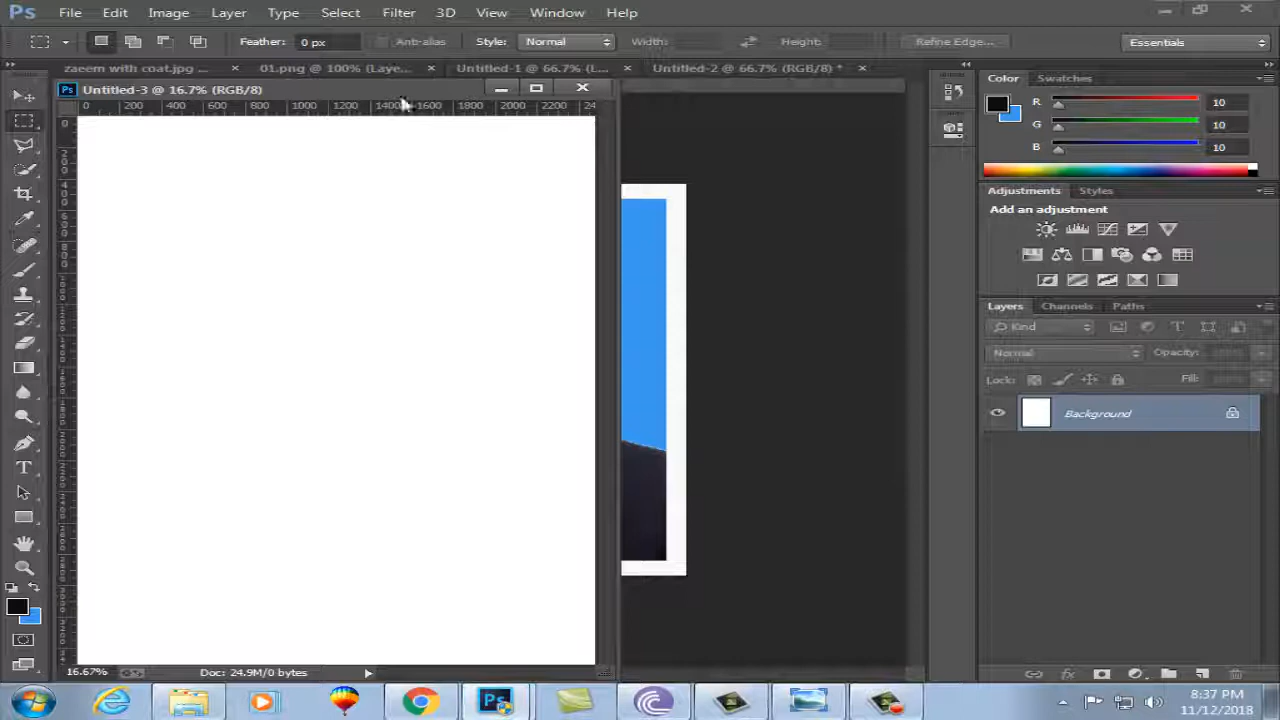 Ps File Edit Image Layer Type Select Filter 3D View Window Help
Feather: 0 px Anti-alias Style: Normal Width: Height: Refine Edge... Essentials
zaeem with coat.jpg ... 01.png @ 100% (Laye... Untitled-1 @ 66.7% (L... Untitled-2 @ 66.7% (RGB/8) *
Ps Untitled-3 @ 16.7% (RGB/8)
0 200 400 600 800 1000 1200 1400 1600 1800 2000 2200 24
Color Swatches
R 10
G 10
B 10
Adjustments Styles
Add an adjustment
Layers Channels Paths
Kind
Normal Opacity:
Lock: Fill:
Background
16.67% Doc: 24.9M/0 bytes
Ps
8:37 PM
11/12/2018